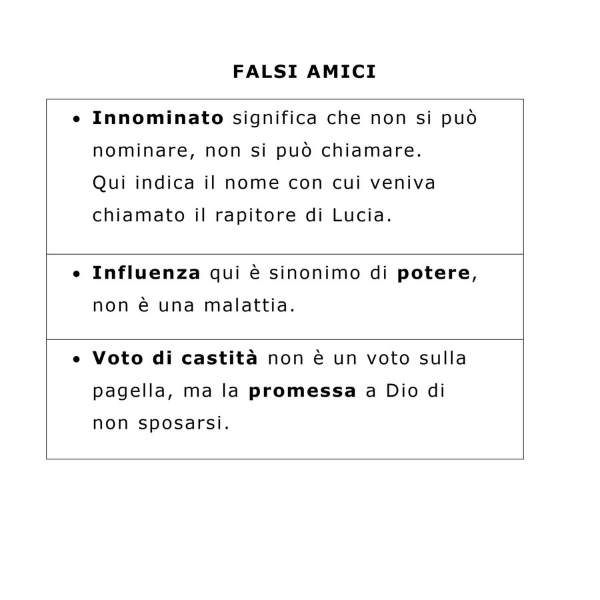 FALSI AMICI
• Innominato significa che non si può
nominare, non si può chiamare.
Qui indica il nome con cui veniva
chiamato il rapitore di Lucia.
• Influenza qui è sinonimo di potere,
non è una malattia.
• Voto di castità non è un voto sulla
pagella, ma la promessa a Dio di
non sposarsi.